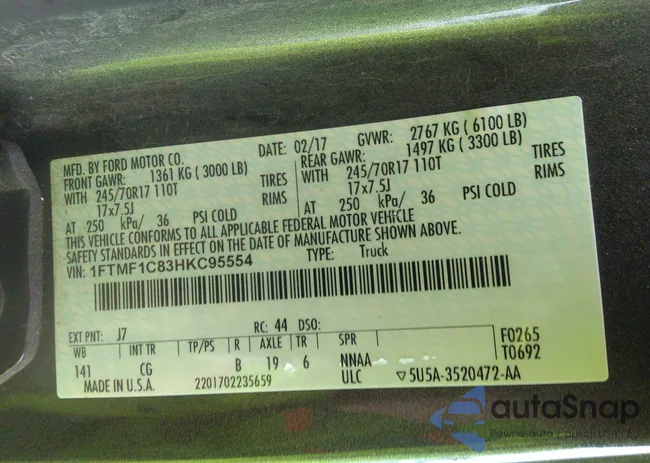 MFD. BY FORD MOTOR CO.
DATE: 02/17 GVWR: 2767 KG ( 6100 LB)
FRONT GAWR: 1361 KG ( 3000 LB) REAR GAWR: 1497 KG ( 3300 LB)
WITH 245/70R17 110T TIRES WITH 245/70R17 110T TIRES
17x7.5J RIMS 17x7.5J RIMS
AT 250 kPa/ 36 PSI COLD AT 250 kPa/ 36 PSI COLD
THIS VEHICLE CONFORMS TO ALL APPLICABLE FEDERAL MOTOR VEHICLE
SAFETY STANDARDS IN EFFECT ON THE DATE OF MANUFACTURE SHOWN ABOVE.
VIN: 1FTMF1C83HKC95554 TYPE: Truck
EXT PNT: J7 RC: 44 DSO: F0265
WB INT TR TP/PS R AXLE TR SPR T0692
141 CG B 19 6 NNAA
MADE IN U.S.A. 2201702235659 ULC ▽5U5A-3520472-AA
autaSnap
Pewne auta z aukcji USA